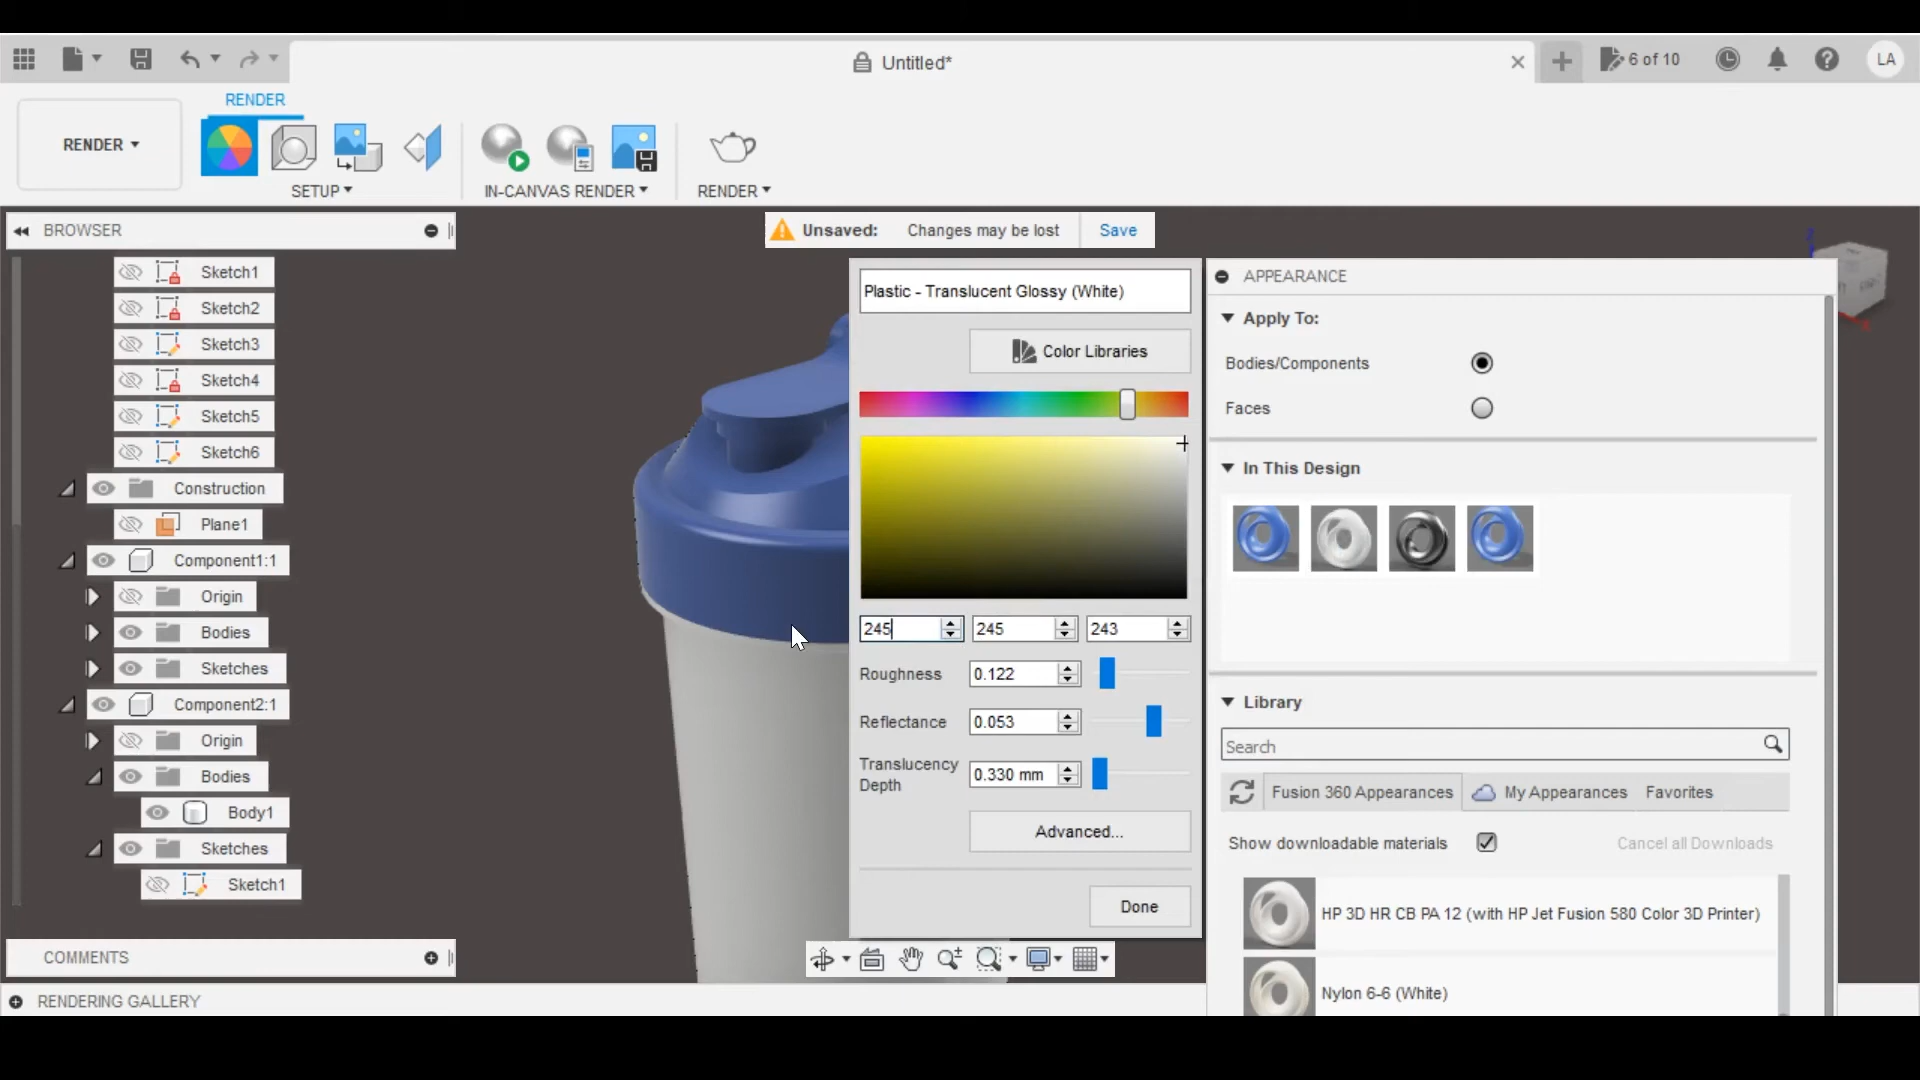 Untitled*
6 of 10
LA
RENDER
RENDER
SETUP
IN-CANVAS RENDER
RENDER
BROWSER
Unsaved: Changes may be lost Save
Sketch1
Sketch2
Sketch3
Sketch4
Sketch5
Sketch6
Construction
Plane1
Component1:1
Origin
Bodies
Sketches
Component2:1
Origin
Bodies
Body1
Sketches
Sketch1
COMMENTS
RENDERING GALLERY
Plastic - Translucent Glossy (White)
Color Libraries
245 245 243
Roughness 0.122
Reflectance 0.053
Translucency
Depth 0.330 mm
Advanced...
Done
APPEARANCE
Apply To:
Bodies/Components
Faces
In This Design
Library
Search
Fusion 360 Appearances My Appearances Favorites
Show downloadable materials Cancel all Downloads
HP 3D HR CB PA 12 (with HP Jet Fusion 580 Color 3D Printer)
Nylon 6-6 (White)